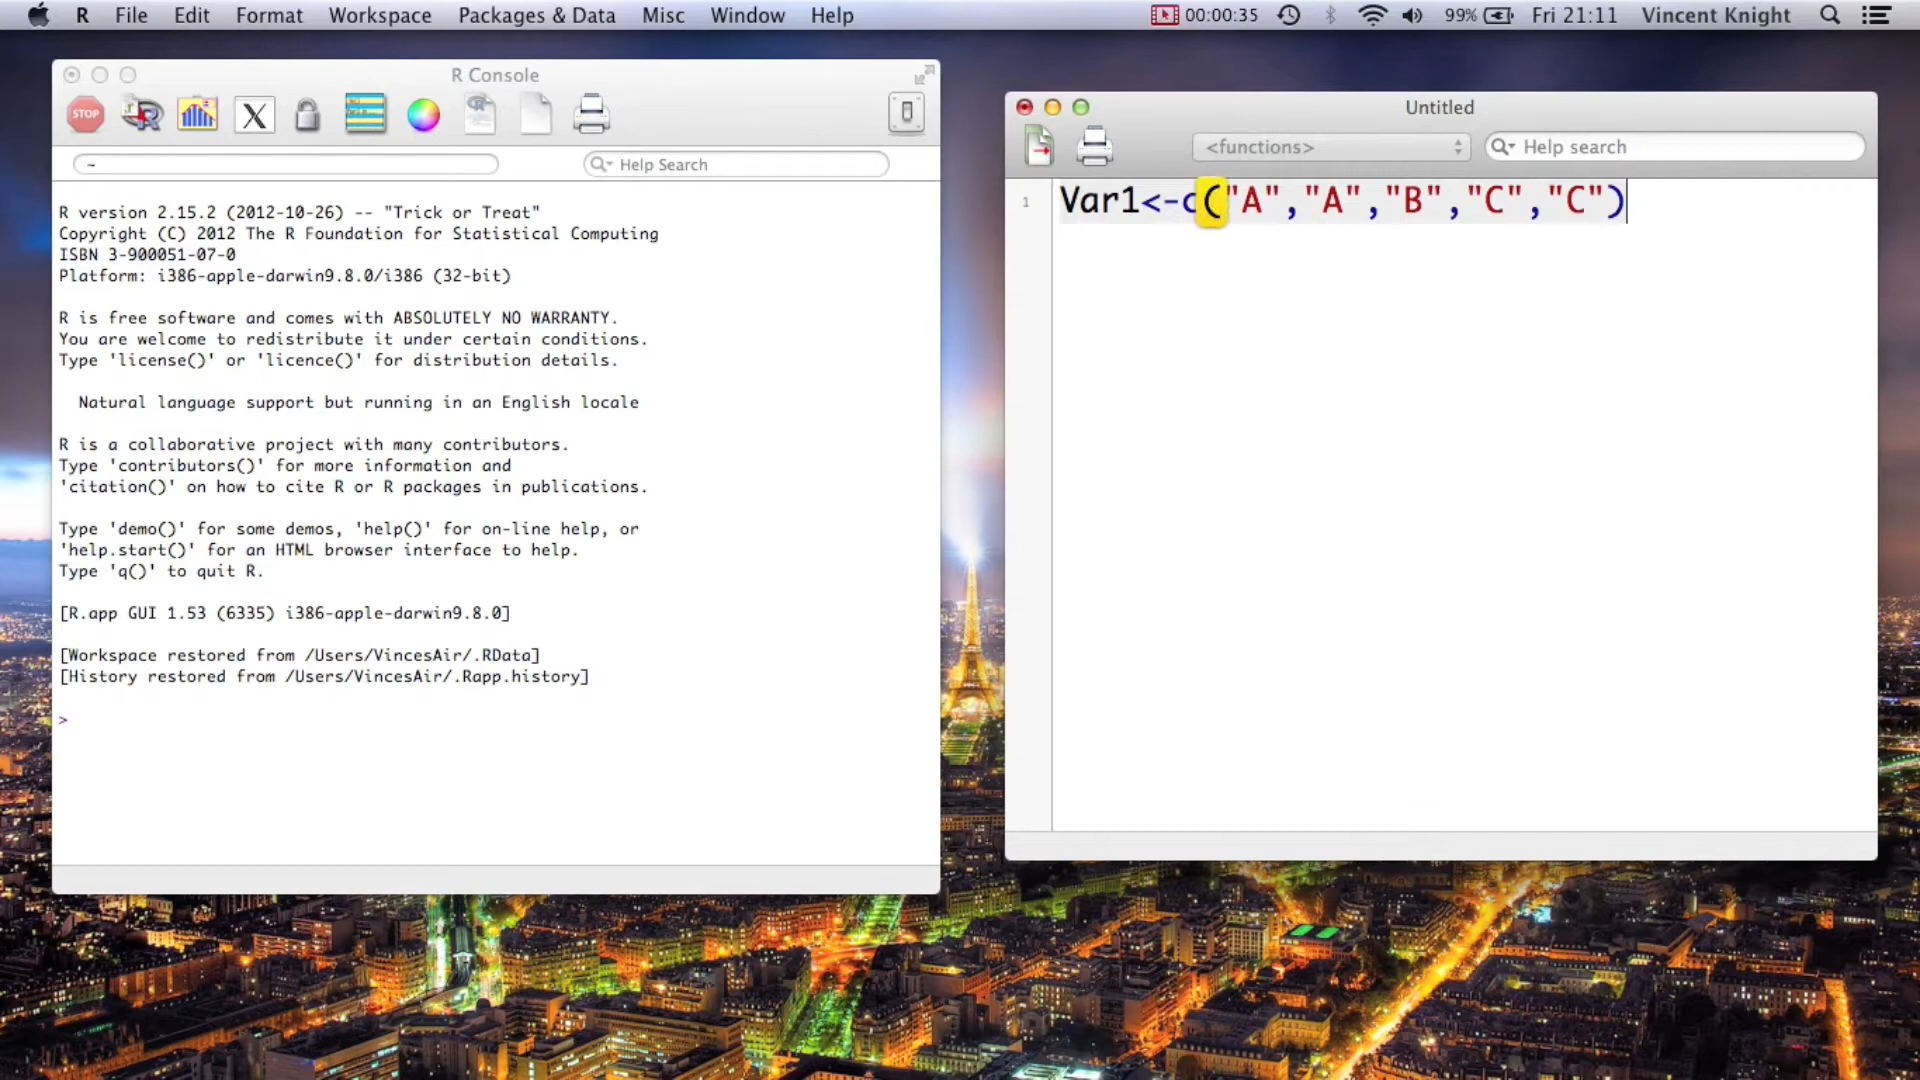 R File Edit Format Workspace Packages & Data Misc Window Help 00:00:35 99% Fri 21:11 Vincent Knight
R Console
STOP X
~ Help Search
R version 2.15.2 (2012-10-26) -- "Trick or Treat"
Copyright (C) 2012 The R Foundation for Statistical Computing
ISBN 3-900051-07-0
Platform: i386-apple-darwin9.8.0/i386 (32-bit)
R is free software and comes with ABSOLUTELY NO WARRANTY.
You are welcome to redistribute it under certain conditions.
Type 'license()' or 'licence()' for distribution details.
Natural language support but running in an English locale
R is a collaborative project with many contributors.
Type 'contributors()' for more information and
'citation()' on how to cite R or R packages in publications.
Type 'demo()' for some demos, 'help()' for on-line help, or
'help.start()' for an HTML browser interface to help.
Type 'q()' to quit R.
[R.app GUI 1.53 (6335) i386-apple-darwin9.8.0]
[Workspace restored from /Users/VincesAir/.RData]
[History restored from /Users/VincesAir/.Rapp.history]
>
Untitled
<functions> Help search
1 Var1<-c("A","A","B","C","C")